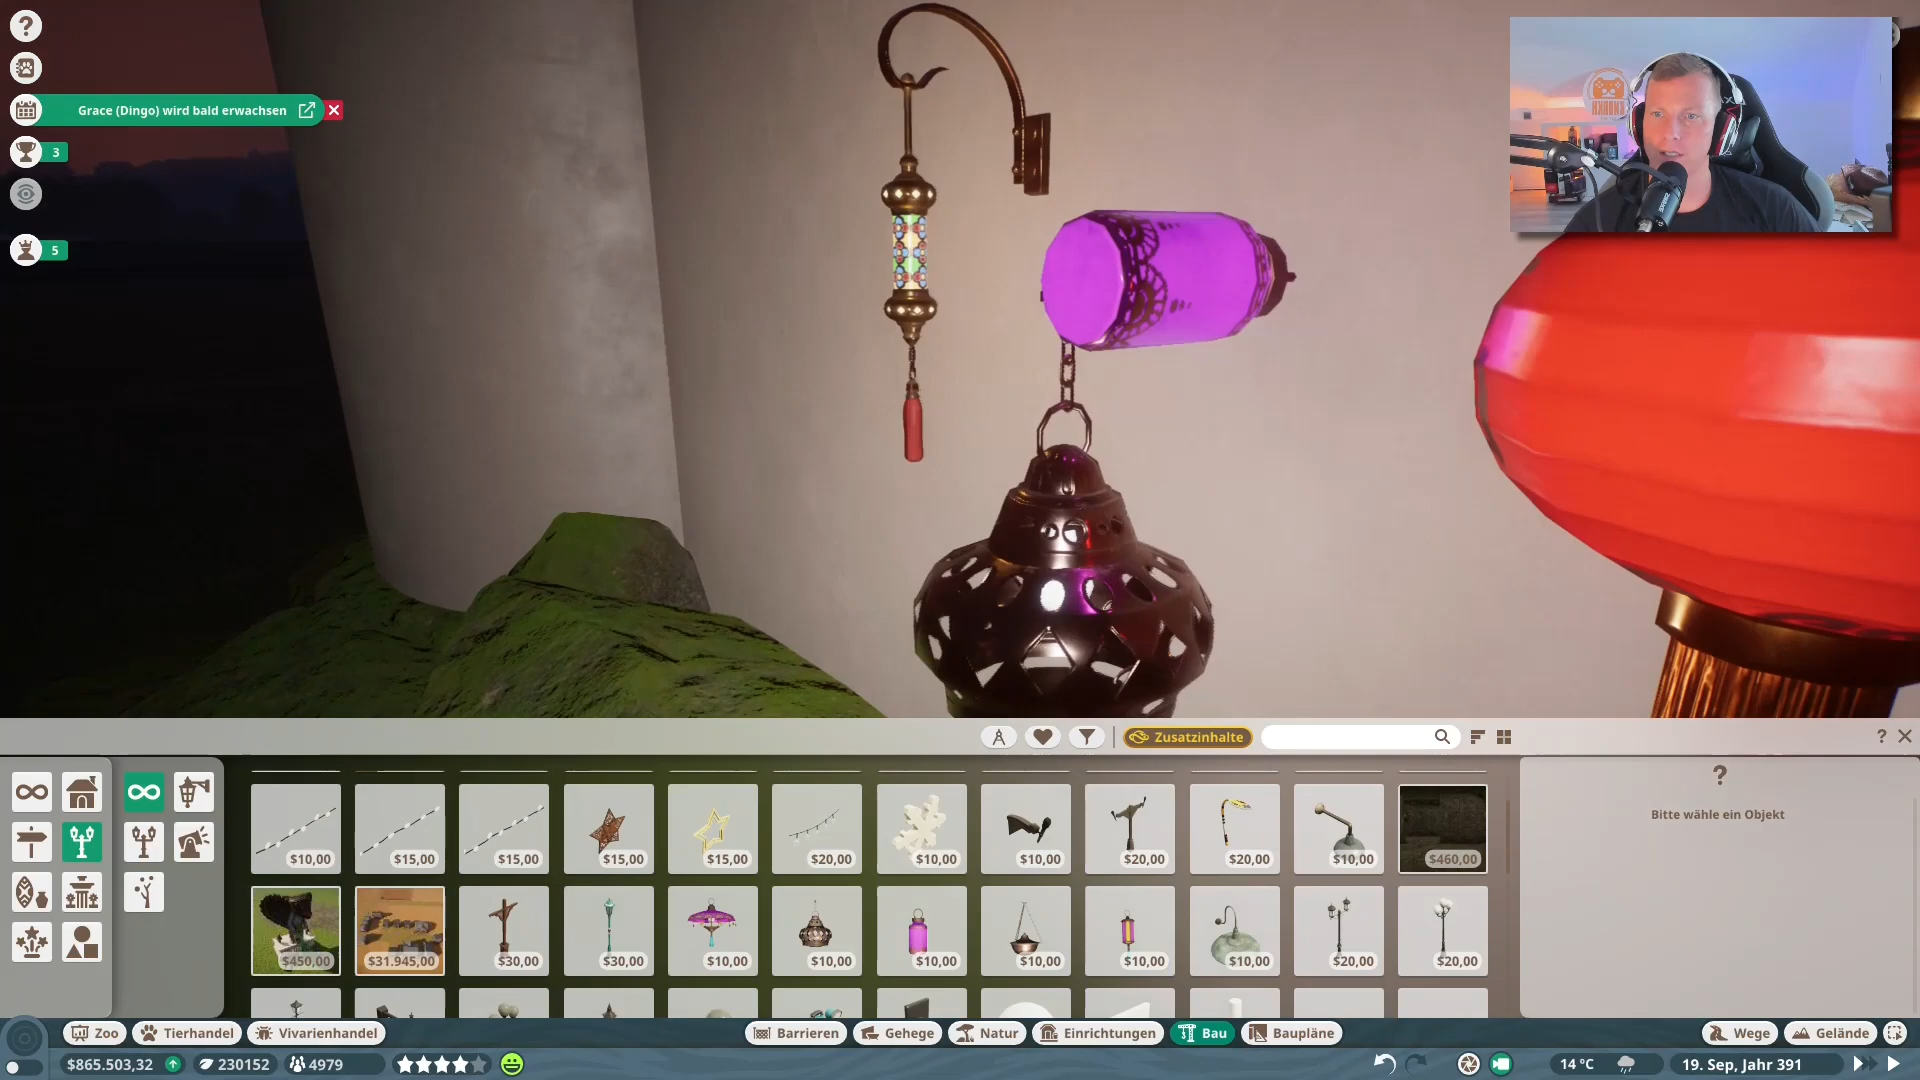 ?
Grace (Dingo) wird bald erwachsen
3
5
Zusatzinhalte
?
$10,00 $15,00 $15,00 $15,00 $15,00 $20,00 $10,00 $10,00 $20,00 $20,00 $10,00 $460,00
$450,00 $31.945,00 $30,00 $30,00 $10,00 $10,00 $10,00 $10,00 $10,00 $10,00 $20,00 $20,00
?
Bitte wähle ein Objekt
Zoo Tierhandel Vivarienhandel Barrieren Gehege Natur Einrichtungen Bau Baupläne Wege Gelände
$865.503,32 230152 4979 14 °C 19. Sep, Jahr 391